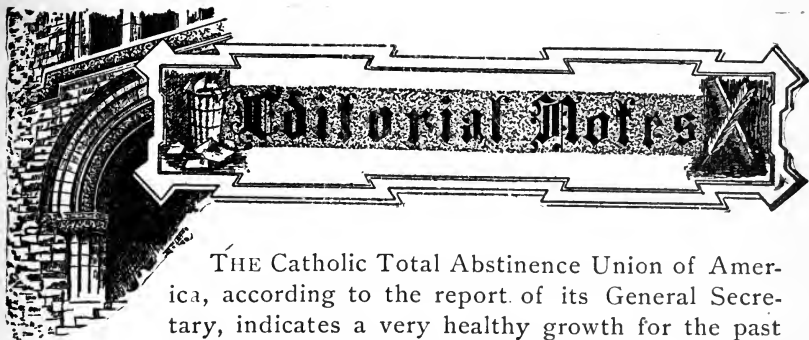 Editorial Notes
THE Catholic Total Abstinence Union of Amer-
ica, according to the report of its General Secre-
tary, indicates a very healthy growth for the past